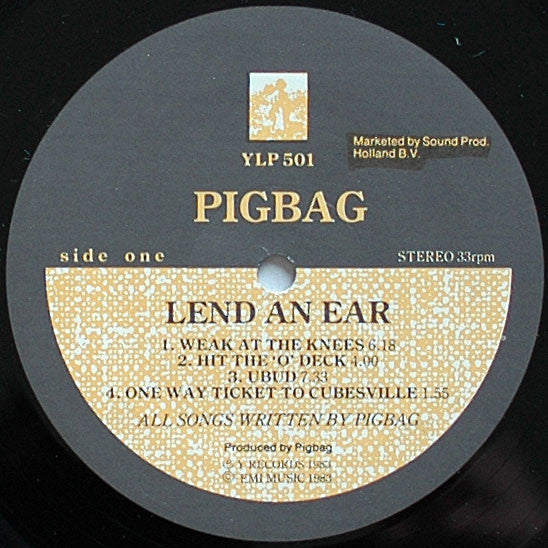 YLP 501
Marketed by Sound Prod.
Holland B.V.
PIGBAG
side one
STEREO 33rpm
LEND AN EAR
1. WEAK AT THE KNEES 6.18
2. HIT THE 'O' DECK 4.00
3. UBUD 7.33
4. ONE WAY TICKET TO CUBESVILLE 1.55
ALL SONGS WRITTEN BY PIGBAG
Produced by Pigbag
℗ Y RECORDS 1983
© EMI MUSIC 1983